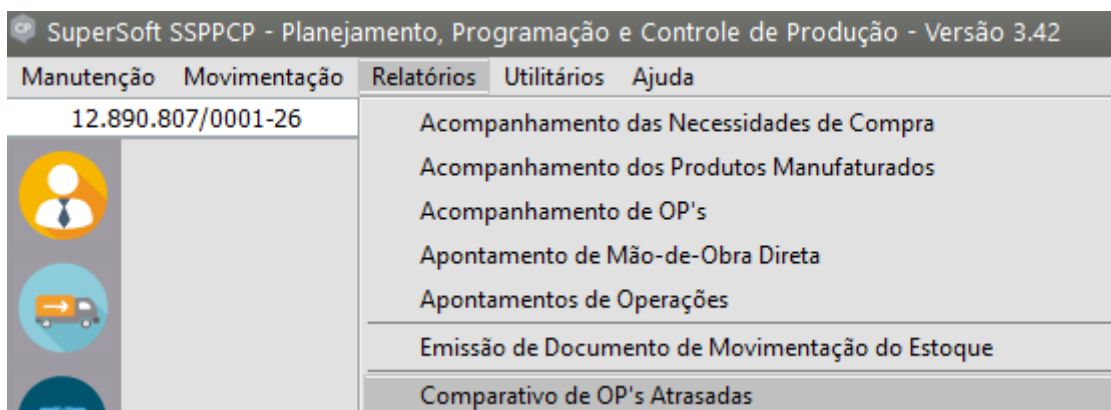 SuperSoft SSPPCP - Planejamento, Programação e Controle de Produção - Versão 3.42
Manutenção Movimentação Relatórios Utilitários Ajuda
12.890.807/0001-26
Acompanhamento das Necessidades de Compra
Acompanhamento dos Produtos Manufaturados
Acompanhamento de OP's
Apontamento de Mão-de-Obra Direta
Apontamentos de Operações
Emissão de Documento de Movimentação do Estoque
Comparativo de OP's Atrasadas